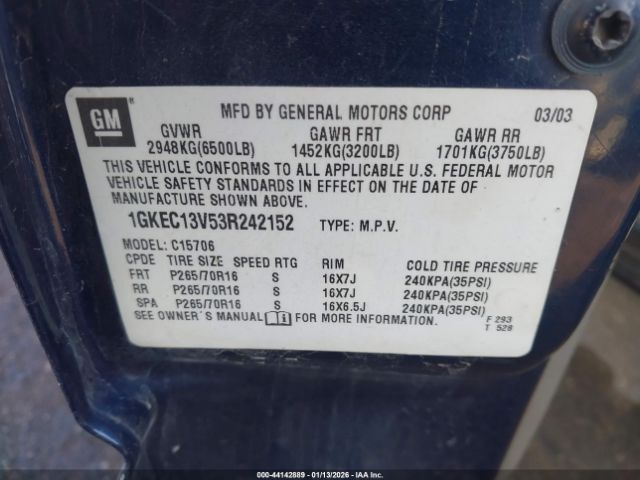 GM ®
MFD BY GENERAL MOTORS CORP 03/03
GVWR GAWR FRT GAWR RR
2948KG(6500LB) 1452KG(3200LB) 1701KG(3750LB)
THIS VEHICLE CONFORMS TO ALL APPLICABLE U.S. FEDERAL MOTOR
VEHICLE SAFETY STANDARDS IN EFFECT ON THE DATE OF
MANUFACTURE SHOWN ABOVE.
1GKEC13V53R242152 TYPE: M.P.V.
MODEL: C15706
CPDE TIRE SIZE SPEED RTG RIM COLD TIRE PRESSURE
FRT P265/70R16 S 16X7J 240KPA(35PSI)
RR P265/70R16 S 16X7J 240KPA(35PSI)
SPA P265/70R16 S 16X6.5J 240KPA(35PSI)
SEE OWNER'S MANUAL FOR MORE INFORMATION.
F 293
T 528
000-44142889 | 01/13/2026 | IAAI.CA